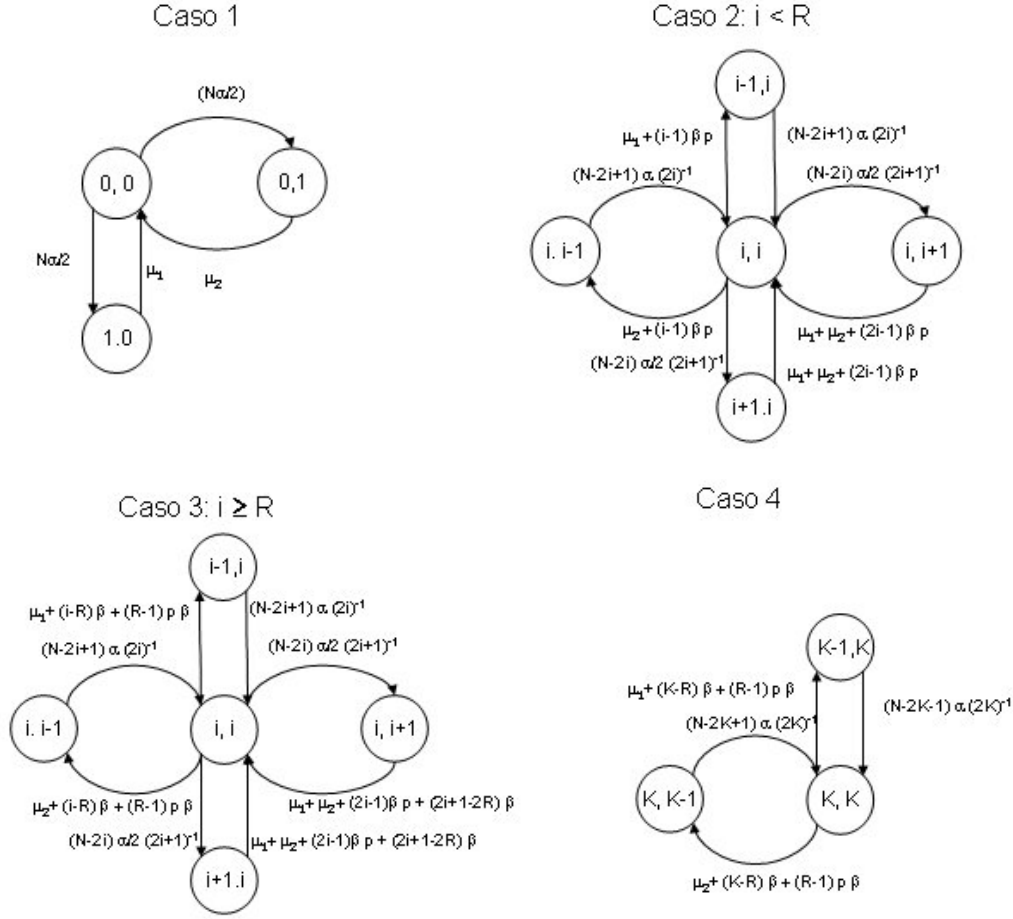 Caso 1
(Nα/2)
0, 0
0,1
Nα/2
μ₁
μ₂
1.0
Caso 2: i < R
i-1,i
μ₁ + (i-1) β p
(N-2i+1) α (2i)⁻¹
(N-2i+1) α (2i)⁻¹
(N-2i) α/2 (2i+1)⁻¹
i. i-1
i, i
i, i+1
μ₂ + (i-1) β p
μ₁ + μ₂ + (2i-1) β p
(N-2i) α/2 (2i+1)⁻¹
μ₁ + μ₂ + (2i-1) β p
i+1.i
Caso 3: i ≥ R
i-1,i
μ₁ + (i-R) β + (R-1) p β
(N-2i+1) α (2i)⁻¹
(N-2i+1) α (2i)⁻¹
(N-2i) α/2 (2i+1)⁻¹
i. i-1
i, i
i, i+1
μ₂ + (i-R) β + (R-1) p β
μ₁ + μ₂ + (2i-1)β p + (2i+1-2R) β
(N-2i) α/2 (2i+1)⁻¹
μ₁ + μ₂ + (2i-1)β p + (2i+1-2R) β
i+1.i
Caso 4
K-1,K
μ₁ + (K-R) β + (R-1) p β
(N-2K-1) α (2K)⁻¹
(N-2K+1) α (2K)⁻¹
K, K-1
K, K
μ₂ + (K-R) β + (R-1) p β